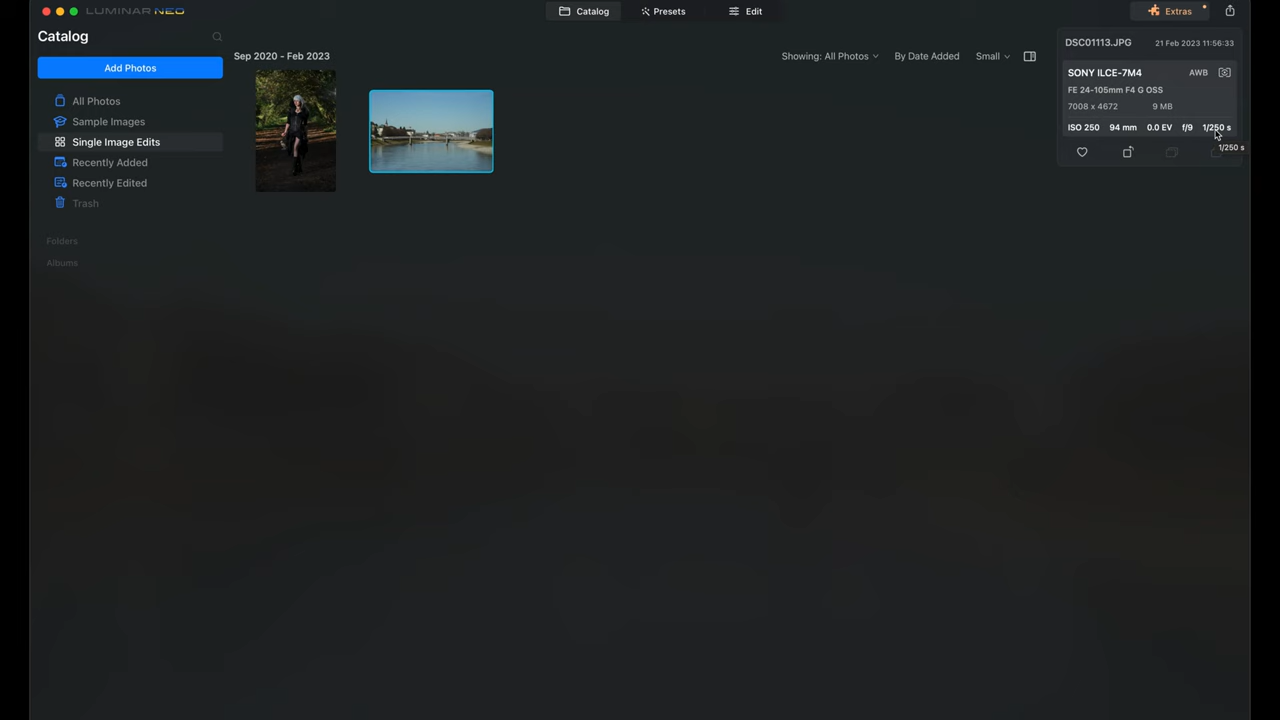 LUMINAR NEO
Catalog
Presets
Edit
Extras
Catalog
Add Photos
All Photos
Sample Images
Single Image Edits
Recently Added
Recently Edited
Trash
Folders
Albums
Sep 2020 - Feb 2023
Showing: All Photos
By Date Added
Small
DSC01113.JPG 21 Feb 2023 11:56:33
SONY ILCE-7M4 AWB
FE 24-105mm F4 G OSS
7008 x 4672 9 MB
ISO 250 94 mm 0.0 EV f/9 1/250 s
1/250 s